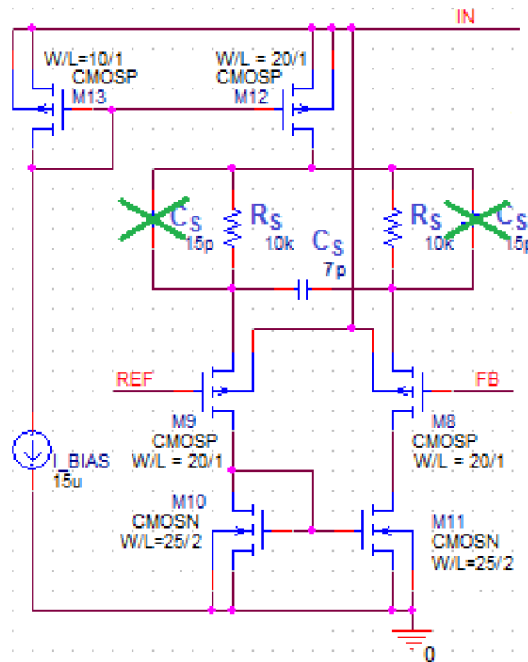 IN
W/L=10/1
CMOSP
M13
W/L = 20/1
CMOSP
M12
CS
15p
RS
10k
CS
7p
RS
10k
CS
15p
REF
FB
M9
CMOSP
W/L = 20/1
M8
CMOSP
W/L = 20/1
I_BIAS
15u
M10
CMOSN
W/L=25/2
M11
CMOSN
W/L=25/2
0